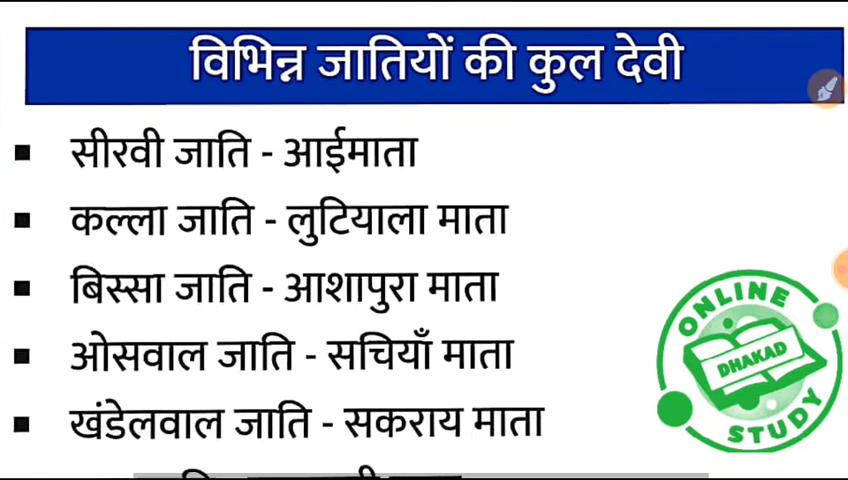 विभिन्न जातियों की कुल देवी
▪ सीरवी जाति - आईमाता
▪ कल्ला जाति - लुटियाला माता
▪ बिस्सा जाति - आशापुरा माता
▪ ओसवाल जाति - सचियाँ माता
▪ खंडेलवाल जाति - सकराय माता
ONLINE
DHAKAD
STUDY